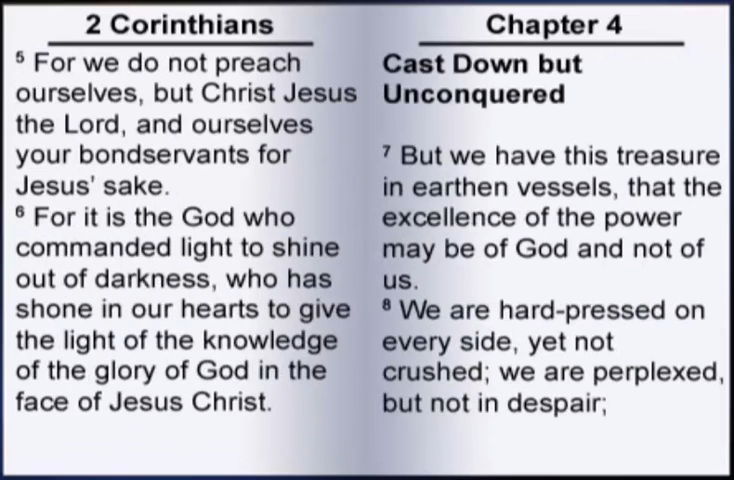 2 Corinthians
⁵ For we do not preach
ourselves, but Christ Jesus
the Lord, and ourselves
your bondservants for
Jesus' sake.
⁶ For it is the God who
commanded light to shine
out of darkness, who has
shone in our hearts to give
the light of the knowledge
of the glory of God in the
face of Jesus Christ.
Chapter 4
Cast Down but
Unconquered
⁷ But we have this treasure
in earthen vessels, that the
excellence of the power
may be of God and not of
us.
⁸ We are hard-pressed on
every side, yet not
crushed; we are perplexed,
but not in despair;